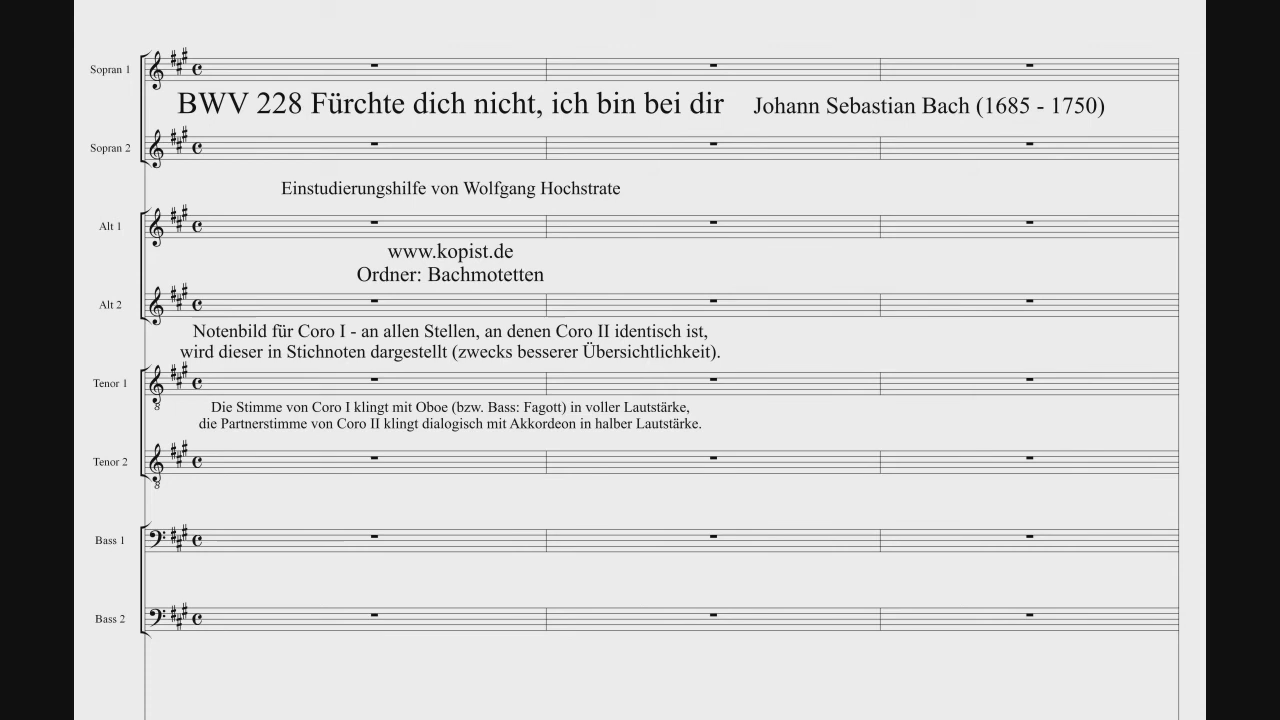 Sopran 1
BWV 228 Fürchte dich nicht, ich bin bei dir Johann Sebastian Bach (1685 - 1750)
Sopran 2
Einstudierungshilfe von Wolfgang Hochstrate
Alt 1
www.kopist.de
Ordner: Bachmotetten
Alt 2
Notenbild für Coro I - an allen Stellen, an denen Coro II identisch ist,
wird dieser in Stichnoten dargestellt (zwecks besserer Übersichtlichkeit).
Tenor 1
Die Stimme von Coro I klingt mit Oboe (bzw. Bass: Fagott) in voller Lautstärke,
die Partnerstimme von Coro II klingt dialogisch mit Akkordeon in halber Lautstärke.
Tenor 2
Bass 1
Bass 2